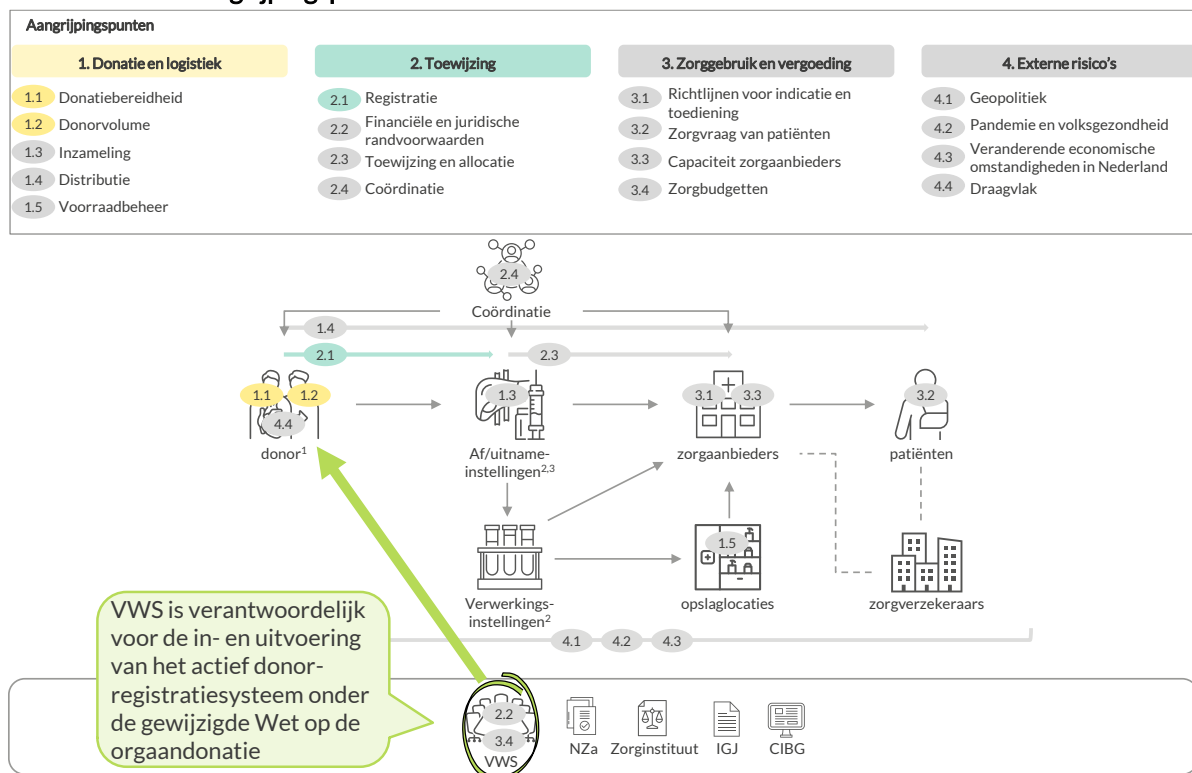 Aangrijpingspunten
1. Donatie en logistiek
1.1 Donatiebereidheid
1.2 Donorvolume
1.3 Inzameling
1.4 Distributie
1.5 Voorraadbeheer
2. Toewijzing
2.1 Registratie
2.2 Financiële en juridische
randvoorwaarden
2.3 Toewijzing en allocatie
2.4 Coördinatie
3. Zorggebruik en vergoeding
3.1 Richtlijnen voor indicatie en
toediening
3.2 Zorgvraag van patiënten
3.3 Capaciteit zorgaanbieders
3.4 Zorgbudgetten
4. Externe risico's
4.1 Geopolitiek
4.2 Pandemie en volksgezondheid
4.3 Veranderende economische
omstandigheden in Nederland
4.4 Draagvlak
2.4
Coördinatie
1.4
2.1
2.3
1.1 1.2
4.4
donor1
1.3
Af/uitname-
instellingen2,3
3.1 3.3
zorgaanbieders
3.2
patiënten
Verwerkings-
instellingen2
1.5
opslaglocaties
zorgverzekeraars
4.1 4.2 4.3
VWS is verantwoordelijk
voor de in- en uitvoering
van het actief donor-
registratiesysteem onder
de gewijzigde Wet op de
orgaandonatie
2.2
3.4
VWS
NZa
Zorginstituut
IGJ
CIBG